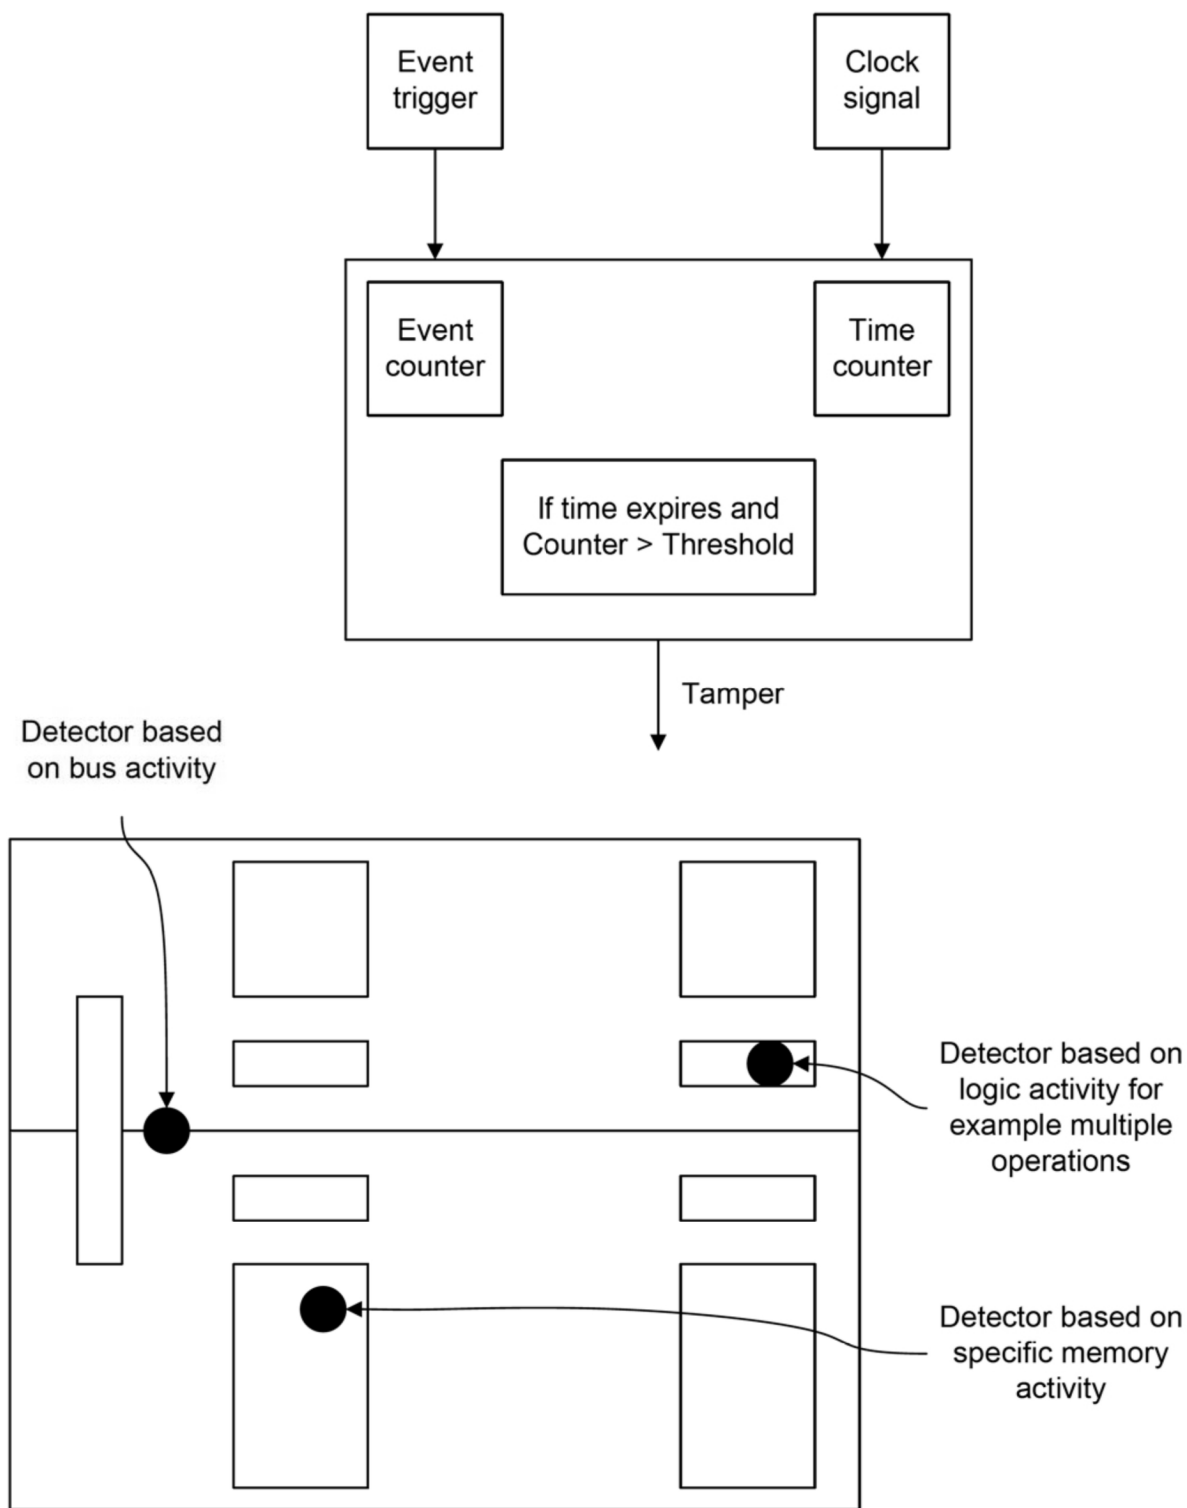 Event
trigger
Clock
signal
Event
counter
Time
counter
If time expires and
Counter > Threshold
Tamper
Detector based
on bus activity
Detector based on
logic activity for
example multiple
operations
Detector based on
specific memory
activity